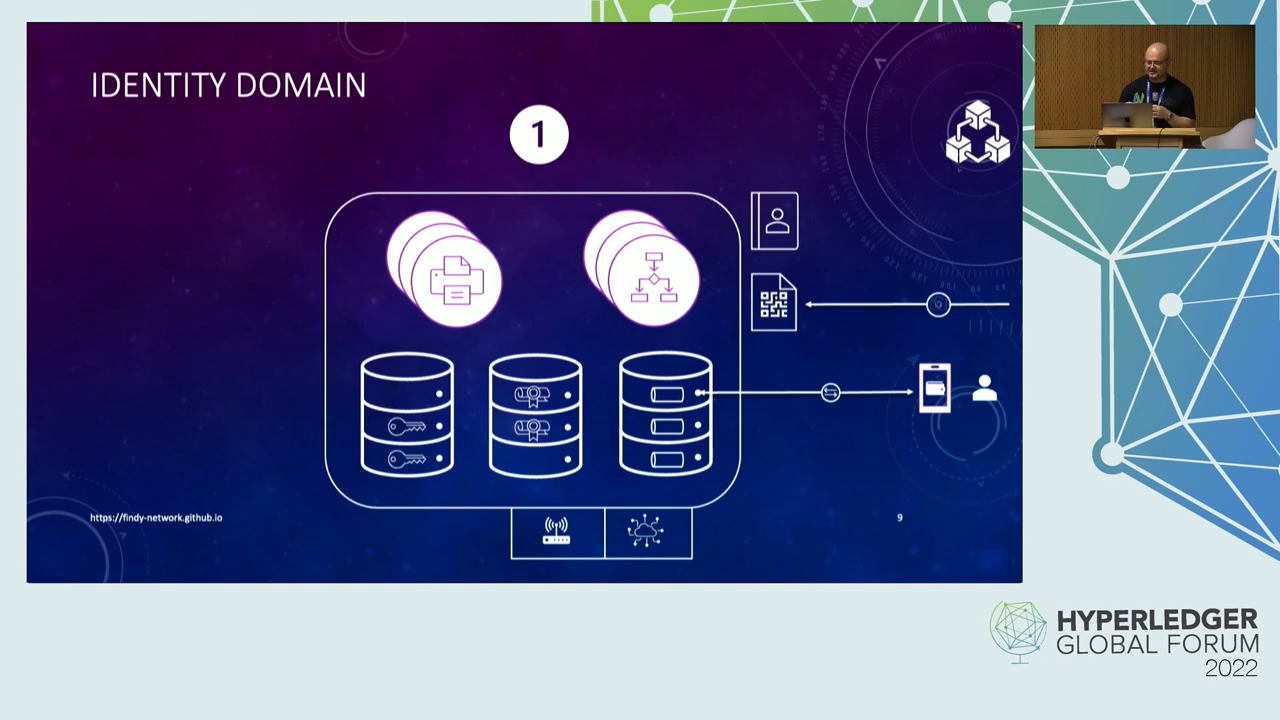 IDENTITY DOMAIN
1
https://findy-network.github.io
9
HYPERLEDGER
GLOBAL FORUM
2022